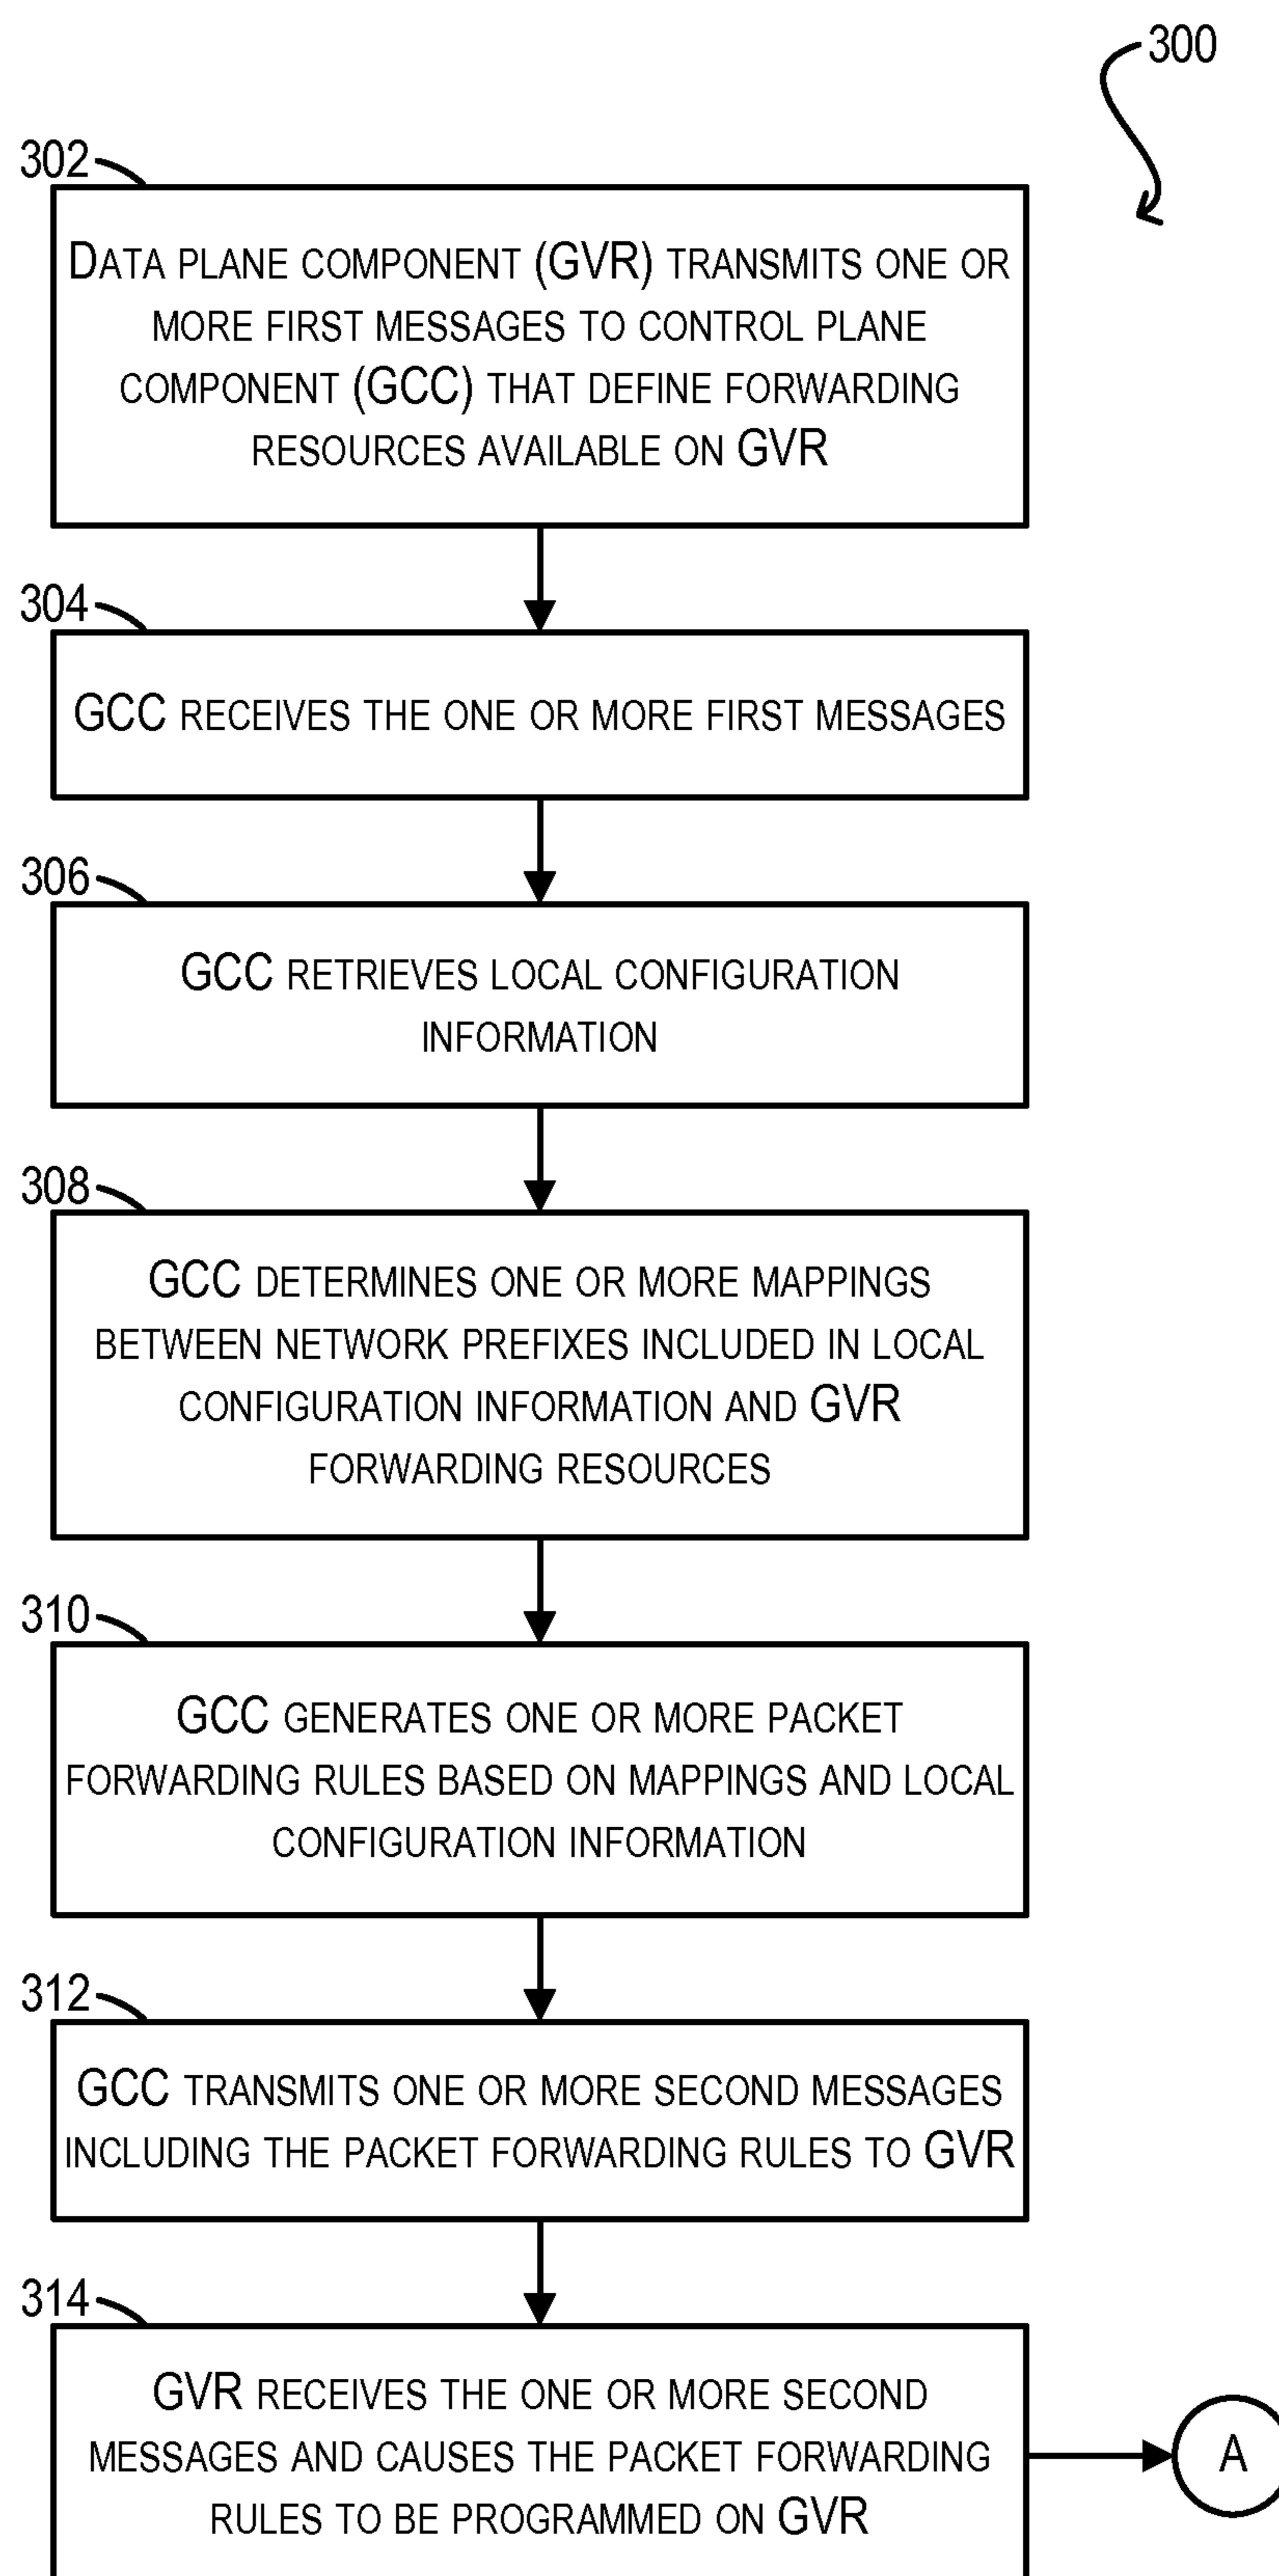 300
302
DATA PLANE COMPONENT (GVR) TRANSMITS ONE OR
MORE FIRST MESSAGES TO CONTROL PLANE
COMPONENT (GCC) THAT DEFINE FORWARDING
RESOURCES AVAILABLE ON GVR
304
GCC RECEIVES THE ONE OR MORE FIRST MESSAGES
306
GCC RETRIEVES LOCAL CONFIGURATION
INFORMATION
308
GCC DETERMINES ONE OR MORE MAPPINGS
BETWEEN NETWORK PREFIXES INCLUDED IN LOCAL
CONFIGURATION INFORMATION AND GVR
FORWARDING RESOURCES
310
GCC GENERATES ONE OR MORE PACKET
FORWARDING RULES BASED ON MAPPINGS AND LOCAL
CONFIGURATION INFORMATION
312
GCC TRANSMITS ONE OR MORE SECOND MESSAGES
INCLUDING THE PACKET FORWARDING RULES TO GVR
314
GVR RECEIVES THE ONE OR MORE SECOND
MESSAGES AND CAUSES THE PACKET FORWARDING
RULES TO BE PROGRAMMED ON GVR
A